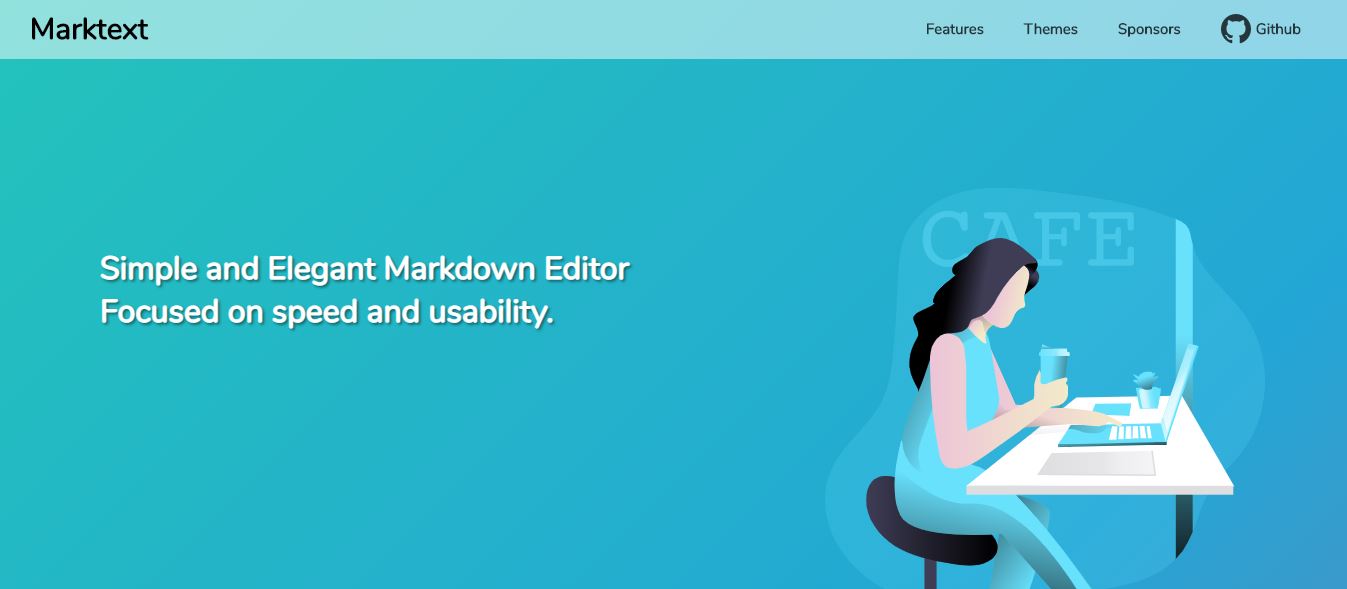 Marktext
Features Themes Sponsors Github
CAFE
Simple and Elegant Markdown Editor
Focused on speed and usability.